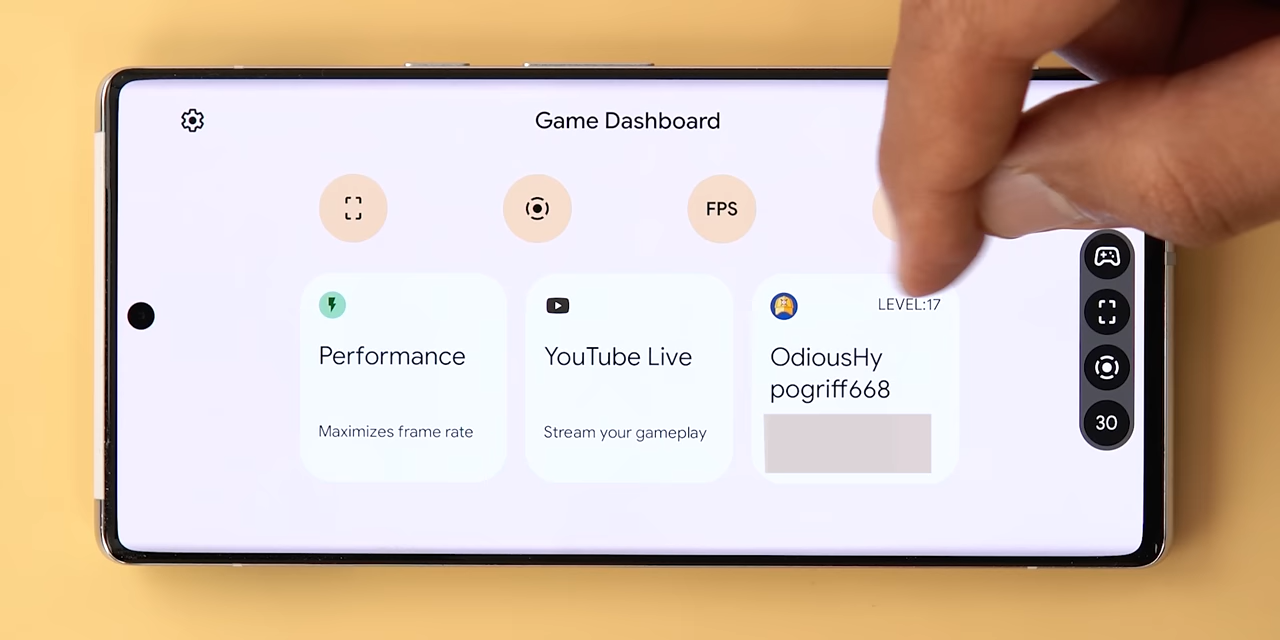 Game Dashboard
FPS
LEVEL:17
Performance
Maximizes frame rate
YouTube Live
Stream your gameplay
OdiousHy
pogriff668
30